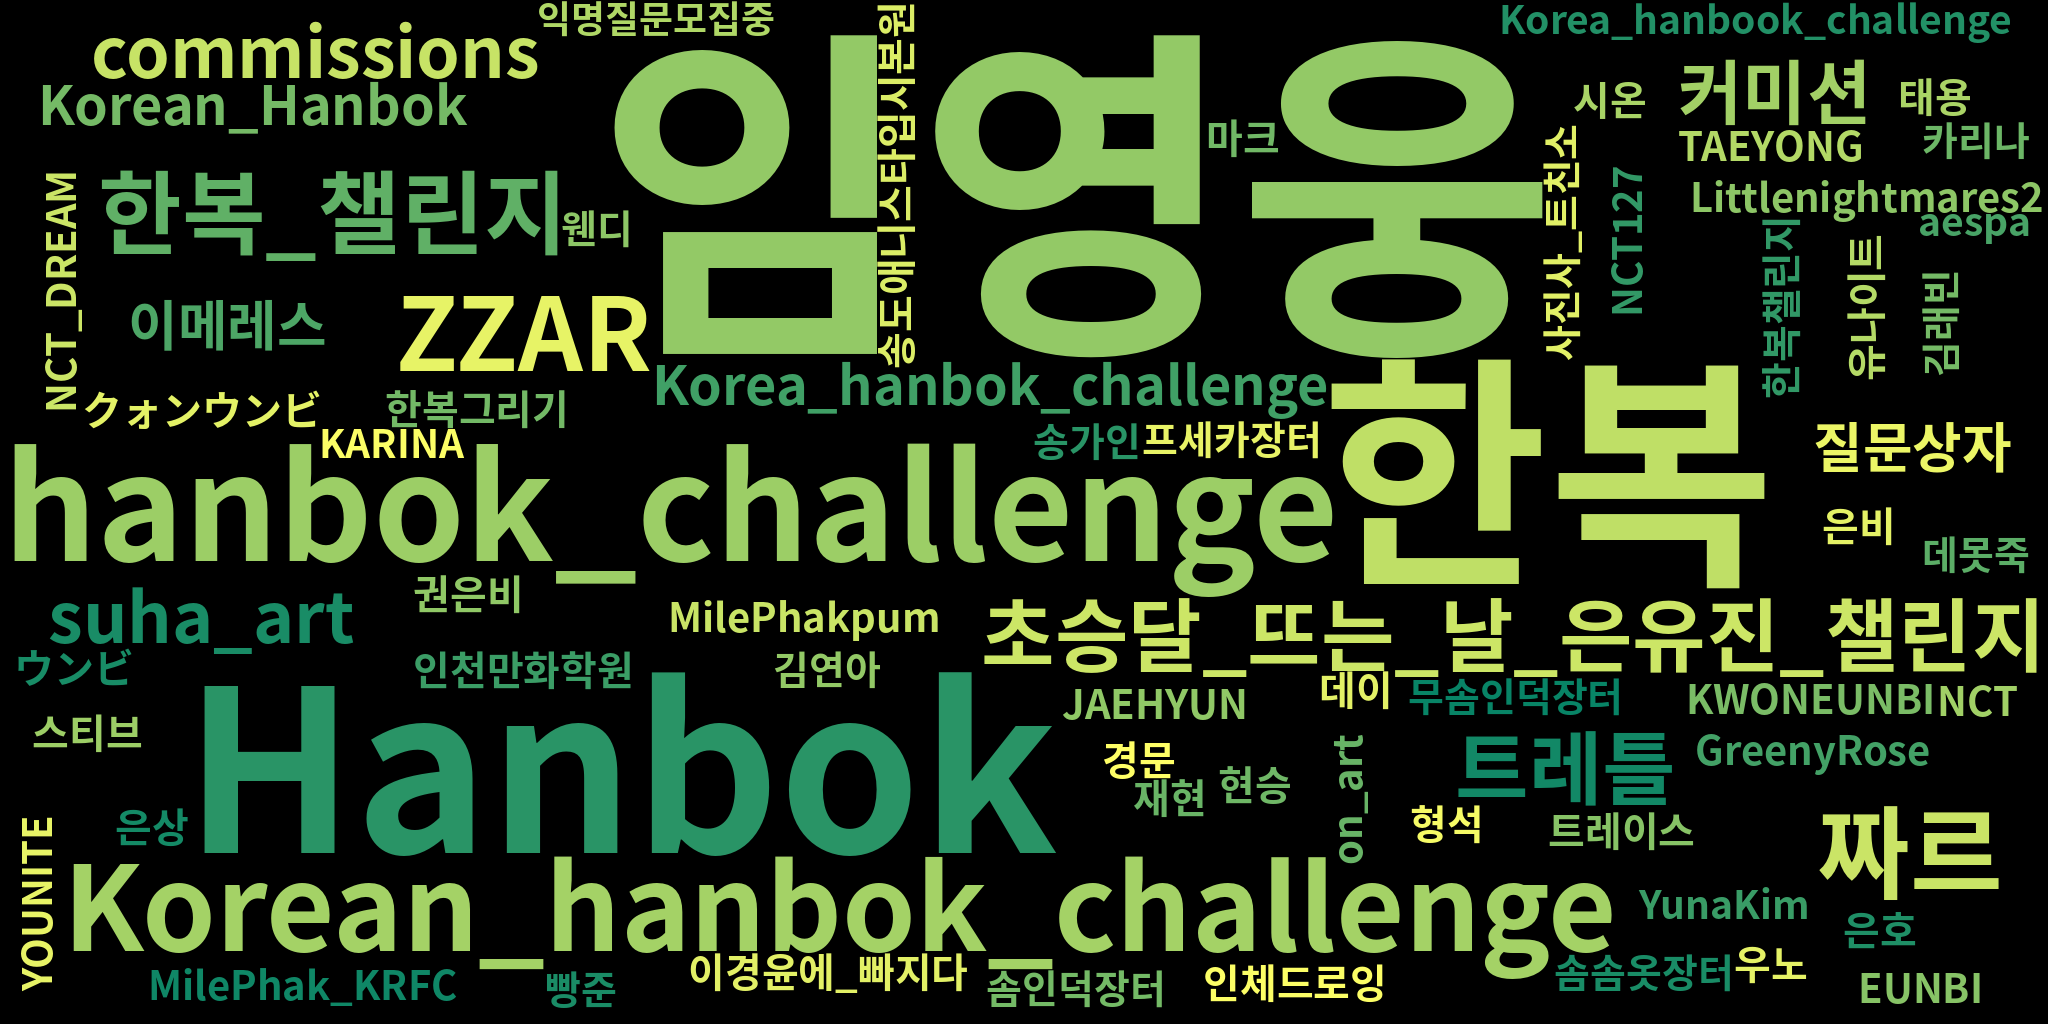 익명질문모집중
Korea_hanbook_challenge
commissions
임영웅
송도애니스타입시본원
커미션
시온
태용
Korean_Hanbok
마크
TAEYONG
카리나
사진사_트친소
NCT127
Littlenightmares2
aespa
NCT_DREAM
한복_챌린지
웬디
한복챌린지
유나이트
김래빈
이메레스
ZZAR
Korea_hanbok_challenge
한복
クォンウンビ
한복그리기
KARINA
송가인
프세카장터
질문상자
hanbok_challenge
은비
데못죽
suha_art
권은비
MilePhakpum
초승달_뜨는_날_은유진_챌린지
ウンビ
인천만화학원
김연아
데이
무솜인덕장터
JAEHYUN
KWONEUNBI
NCT
스티브
Hanbok
경문
재현
현승
on_art
트레틀
GreenyRose
은상
형석
트레이스
짜르
YOUNITE
Korean_hanbok_challenge
YunaKim
은호
MilePhak_KRFC
빵준
이경윤에_빠지다
솜인덕장터
인체드로잉
솜솜옷장터
우노
EUNBI